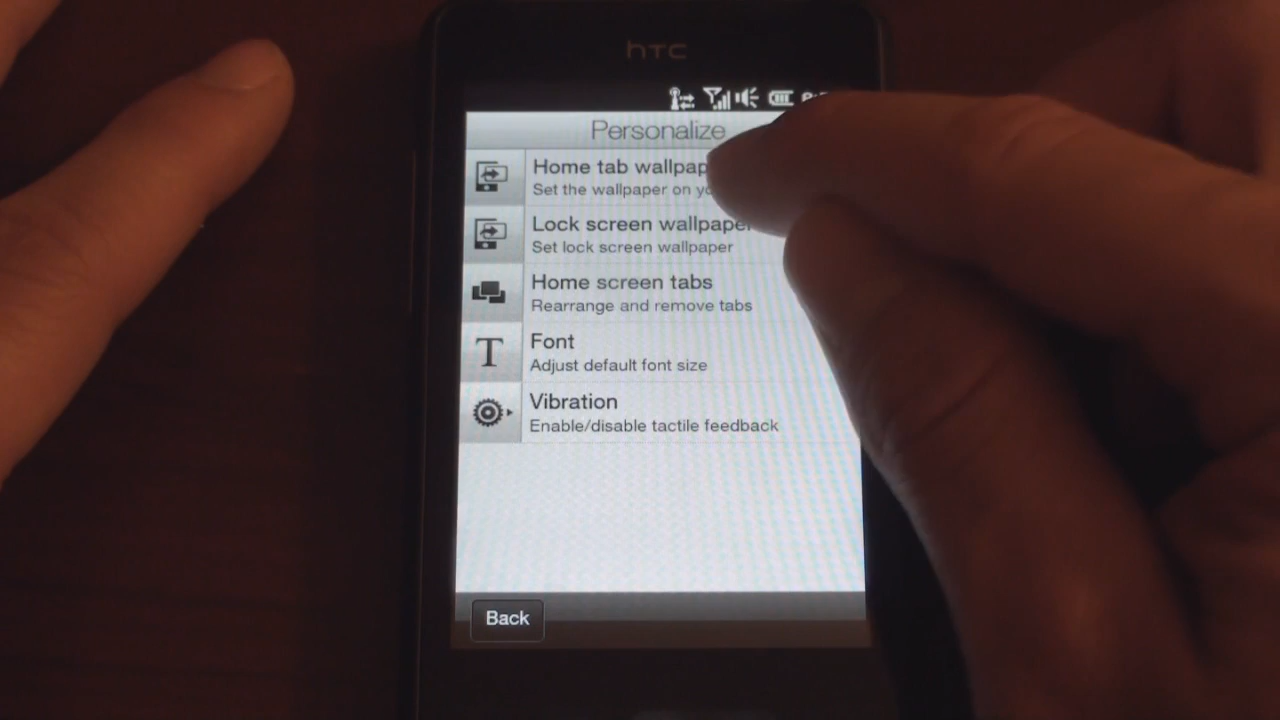 hTC
Personalize
Home tab wallpap
Set the wallpaper on yo
Lock screen wallpaper
Set lock screen wallpaper
Home screen tabs
Rearrange and remove tabs
T Font
Adjust default font size
Vibration
Enable/disable tactile feedback
Back